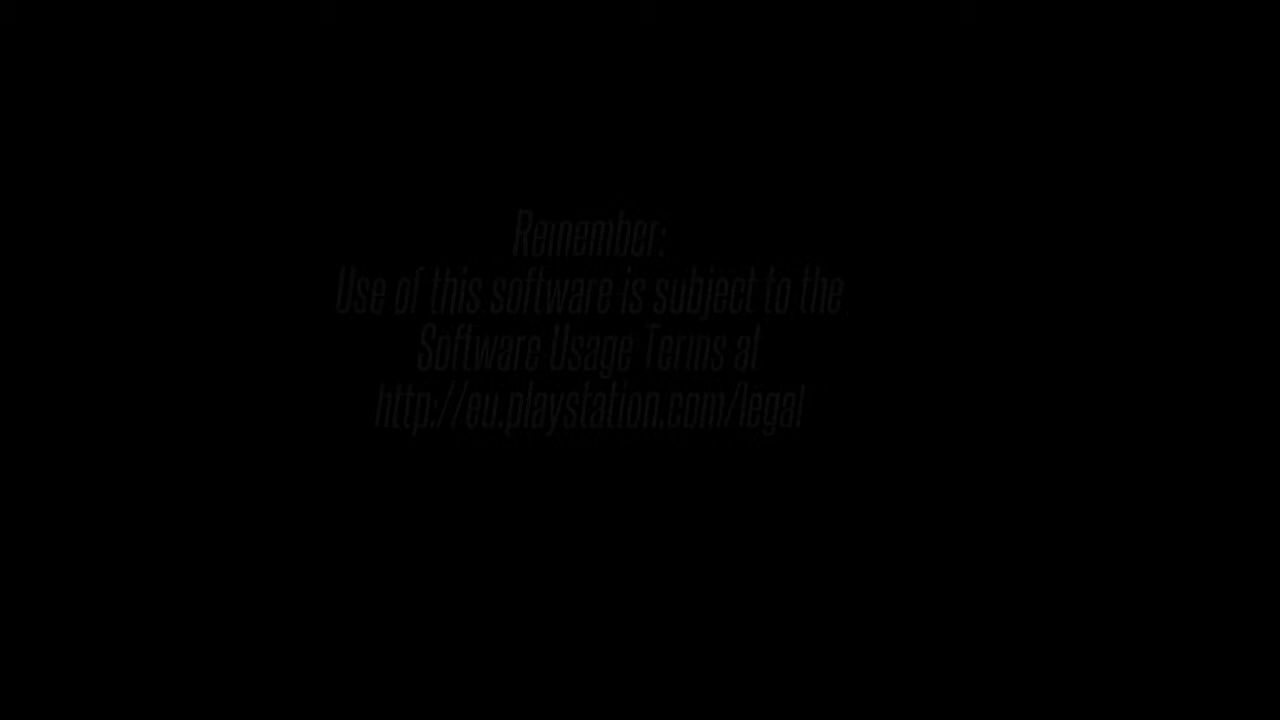 Remember:
Use of this software is subject to the
Software Usage Terms at
http://eu.playstation.com/legal